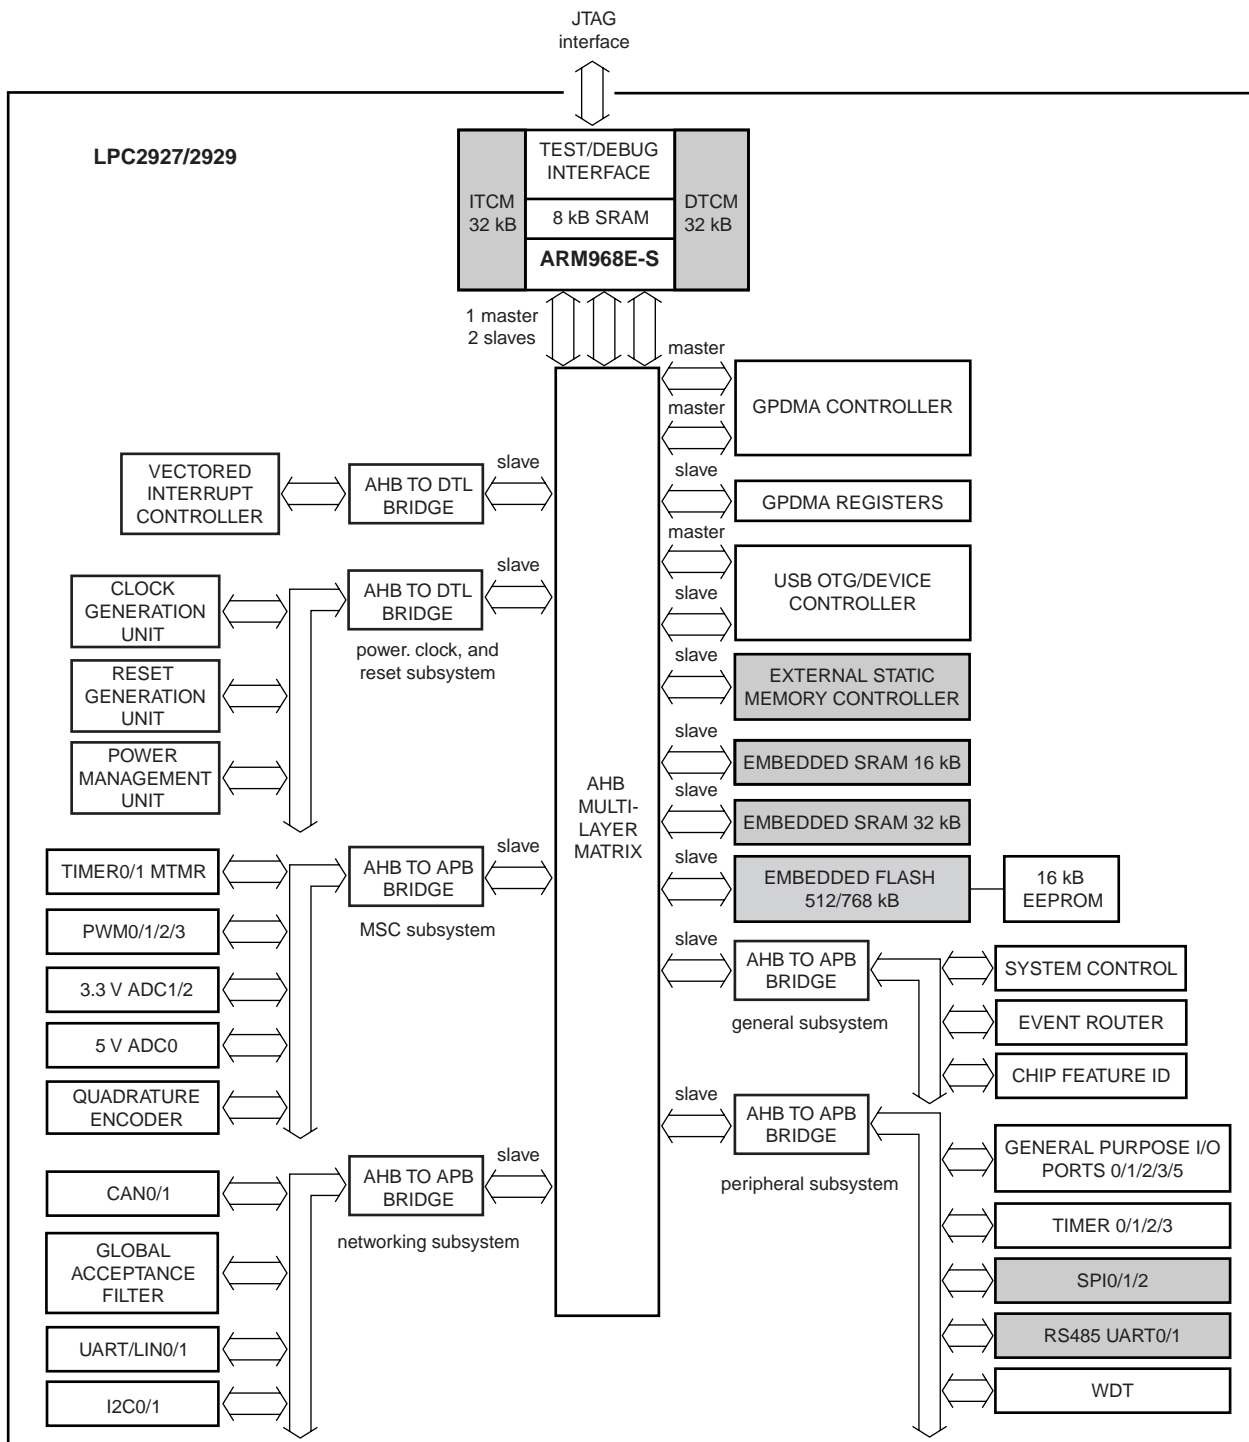 JTAG
interface
LPC2927/2929
ITCM
32 kB
TEST/DEBUG
INTERFACE
8 kB SRAM
ARM968E-S
DTCM
32 kB
1 master
2 slaves
master
GPDMA CONTROLLER
master
slave
GPDMA REGISTERS
master
USB OTG/DEVICE
CONTROLLER
slave
slave
EXTERNAL STATIC
MEMORY CONTROLLER
slave
EMBEDDED SRAM 16 kB
slave
EMBEDDED SRAM 32 kB
slave
EMBEDDED FLASH
512/768 kB
16 kB
EEPROM
slave
AHB TO APB
BRIDGE
general subsystem
SYSTEM CONTROL
EVENT ROUTER
CHIP FEATURE ID
slave
AHB TO APB
BRIDGE
peripheral subsystem
GENERAL PURPOSE I/O
PORTS 0/1/2/3/5
TIMER 0/1/2/3
SPI0/1/2
RS485 UART0/1
WDT
AHB
MULTI-
LAYER
MATRIX
VECTORED
INTERRUPT
CONTROLLER
AHB TO DTL
BRIDGE
slave
CLOCK
GENERATION
UNIT
RESET
GENERATION
UNIT
POWER
MANAGEMENT
UNIT
AHB TO DTL
BRIDGE
slave
power. clock, and
reset subsystem
TIMER0/1 MTMR
PWM0/1/2/3
3.3 V ADC1/2
5 V ADC0
QUADRATURE
ENCODER
AHB TO APB
BRIDGE
slave
MSC subsystem
CAN0/1
GLOBAL
ACCEPTANCE
FILTER
UART/LIN0/1
I2C0/1
AHB TO APB
BRIDGE
slave
networking subsystem